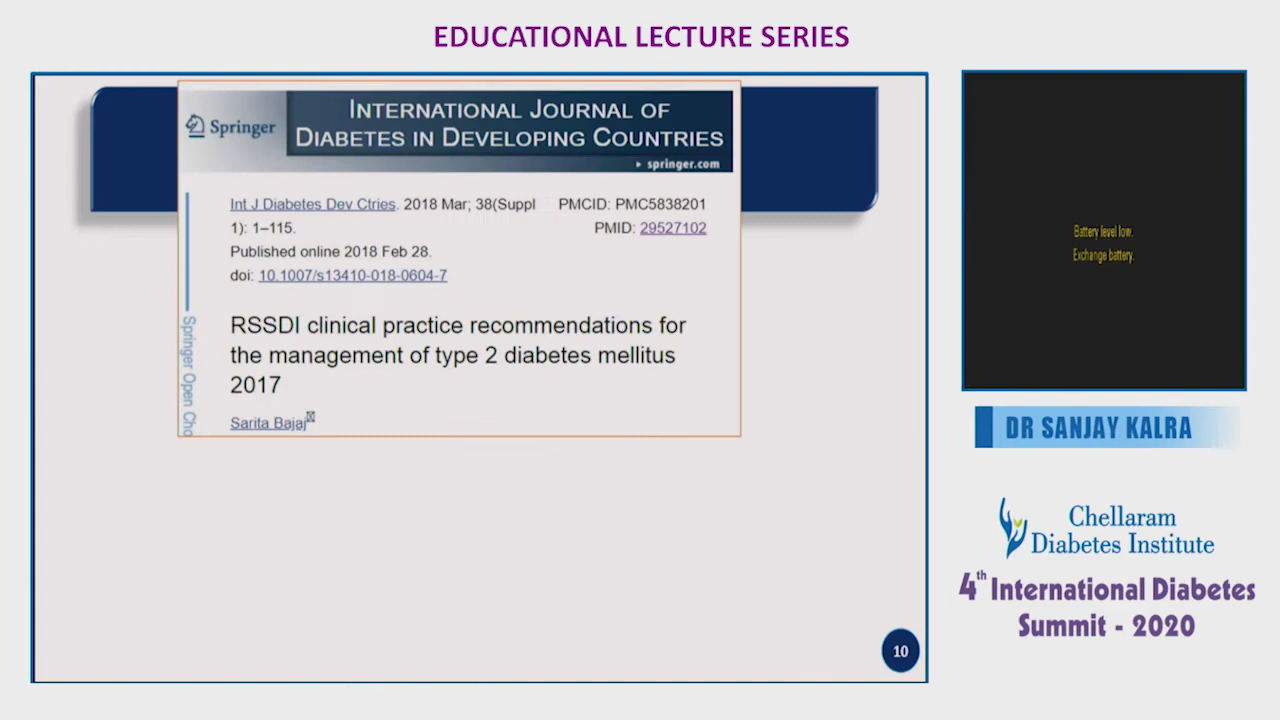 EDUCATIONAL LECTURE SERIES
Springer
INTERNATIONAL JOURNAL OF
DIABETES IN DEVELOPING COUNTRIES
springer.com
Int J Diabetes Dev Ctries. 2018 Mar; 38(Suppl
1): 1–115.
Published online 2018 Feb 28.
doi: 10.1007/s13410-018-0604-7
PMCID: PMC5838201
PMID: 29527102
Springer Open Cho
RSSDI clinical practice recommendations for
the management of type 2 diabetes mellitus
2017
Sarita Bajaj
10
Battery level low.
Exchange battery.
DR SANJAY KALRA
Chellaram
Diabetes Institute
4th International Diabetes
Summit - 2020